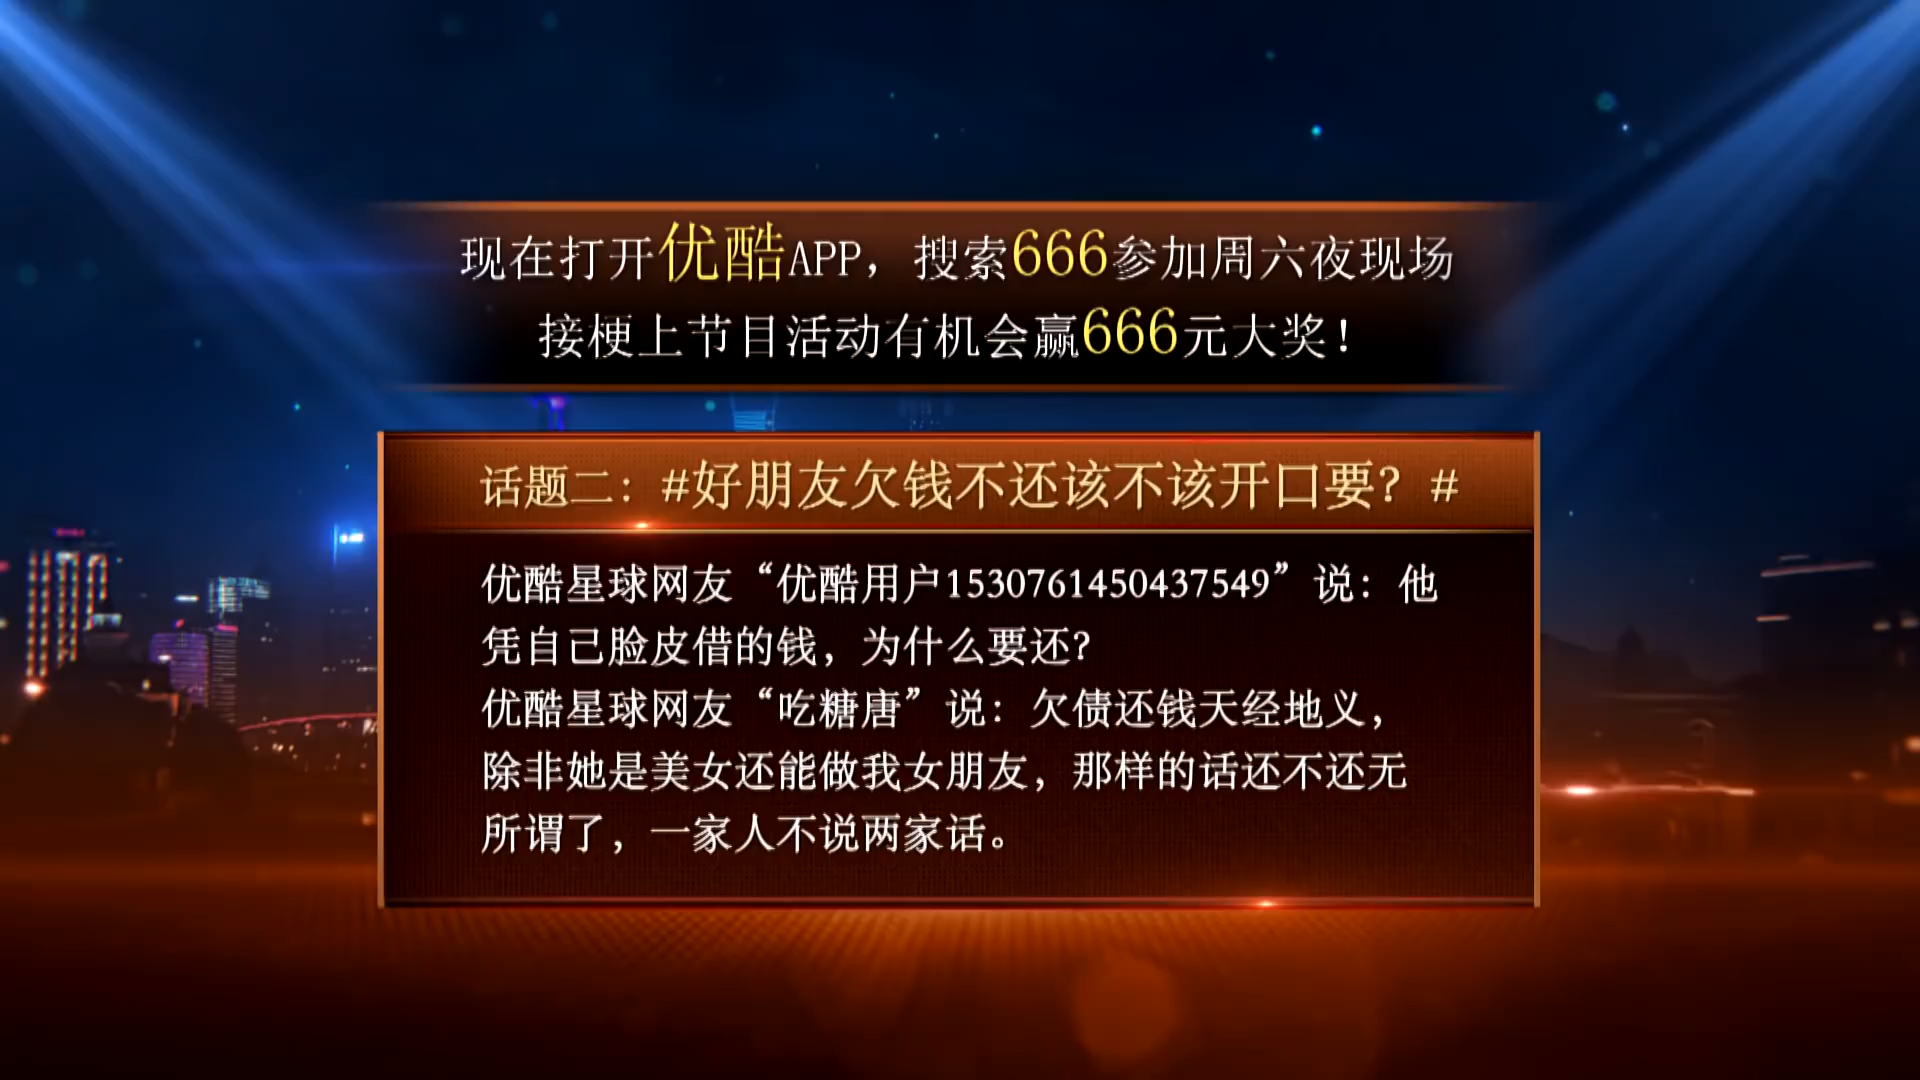 现在打开优酷APP，搜索666参加周六夜现场
接梗上节目活动有机会赢666元大奖！
话题二：#好朋友欠钱不还该不该开口要？#
优酷星球网友“优酷用户1530761450437549”说：他
凭自己脸皮借的钱，为什么要还？
优酷星球网友“吃糖唐”说：欠债还钱天经地义，
除非她是美女还能做我女朋友，那样的话还不还无
所谓了，一家人不说两家话。